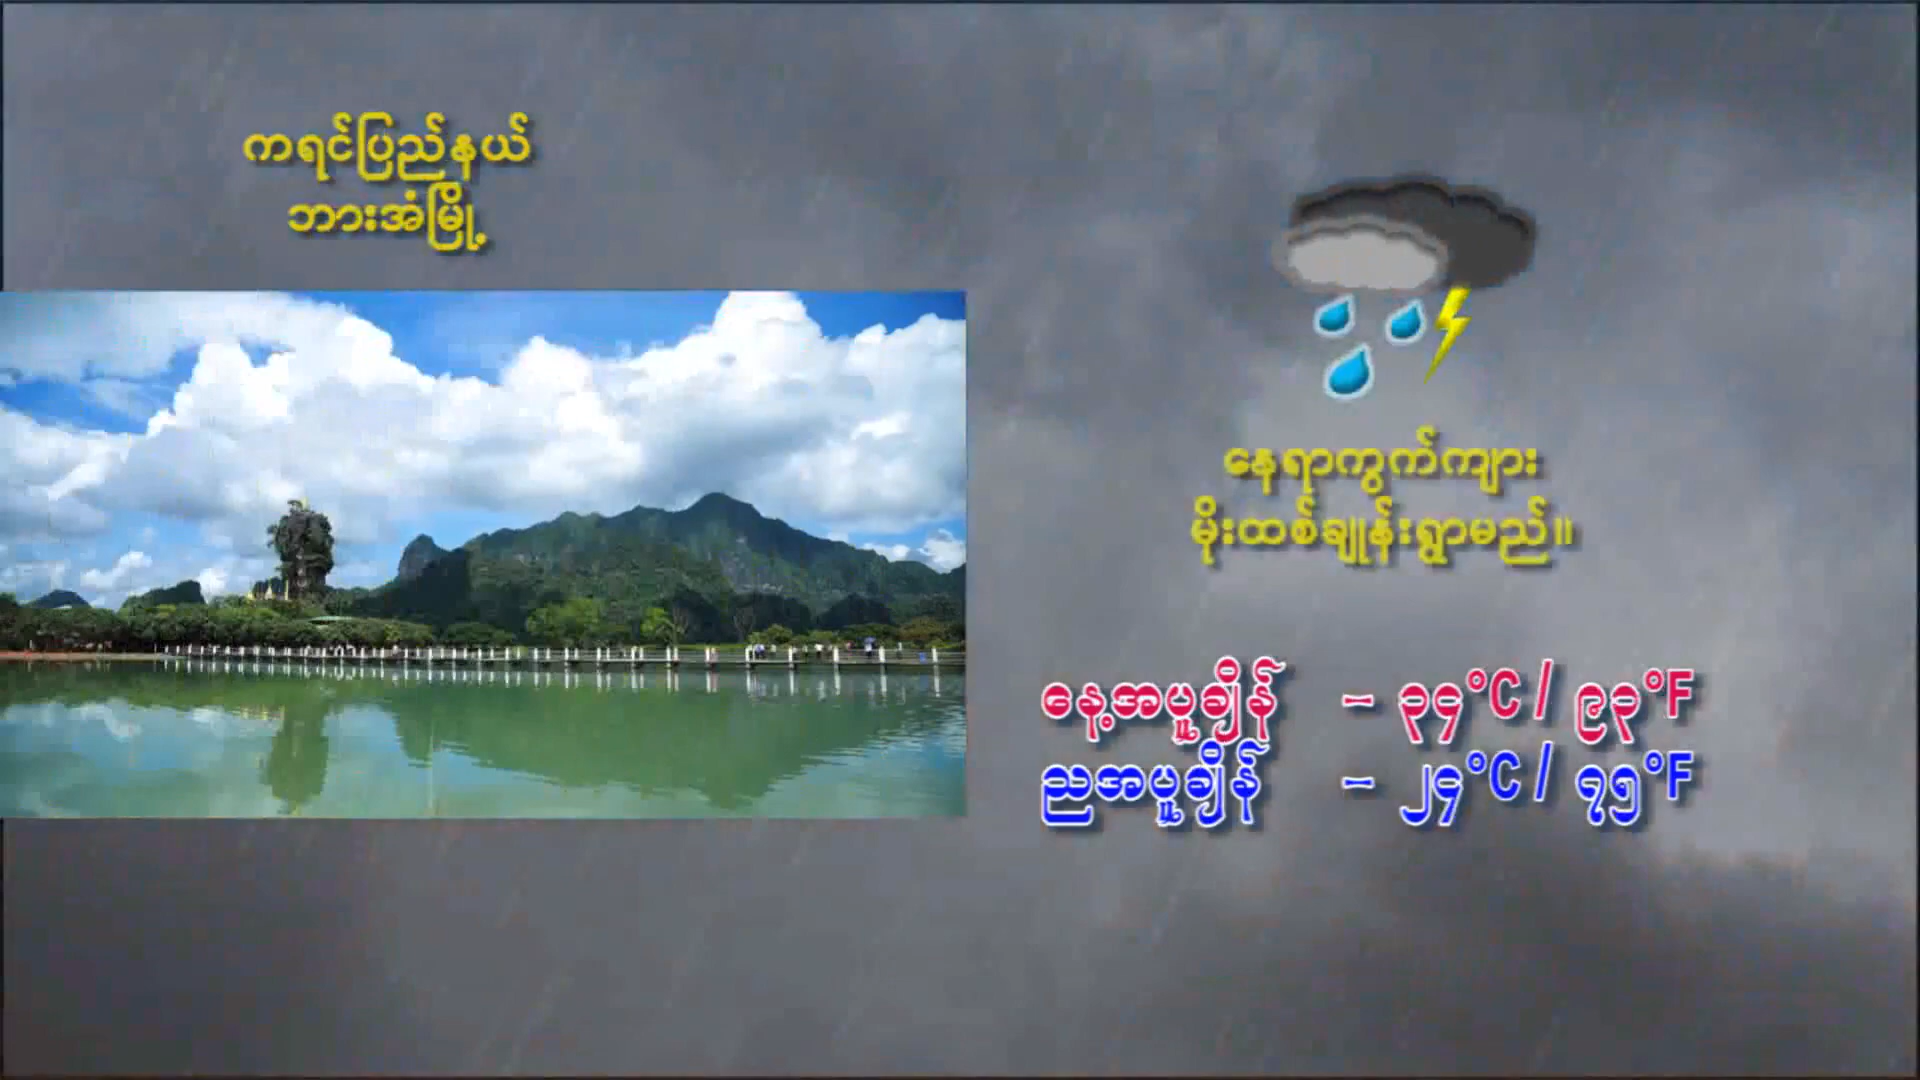 ကရင်ပြည်နယ်
ဘားအံမြို့
နေရာကွက်ကျား
မိုးထစ်ချုန်းရွာမည်။
နေ့အပူချိန် - ၃၄°C / ၉၃°F
ညအပူချိန် - ၂၄°C / ၇၅°F